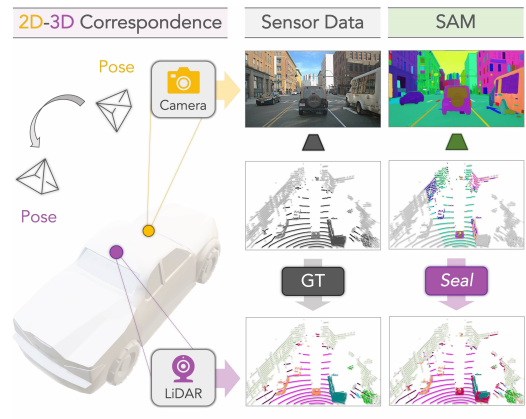 2D-3D Correspondence
Sensor Data
SAM
Pose
Camera
Pose
GT
Seal
LiDAR